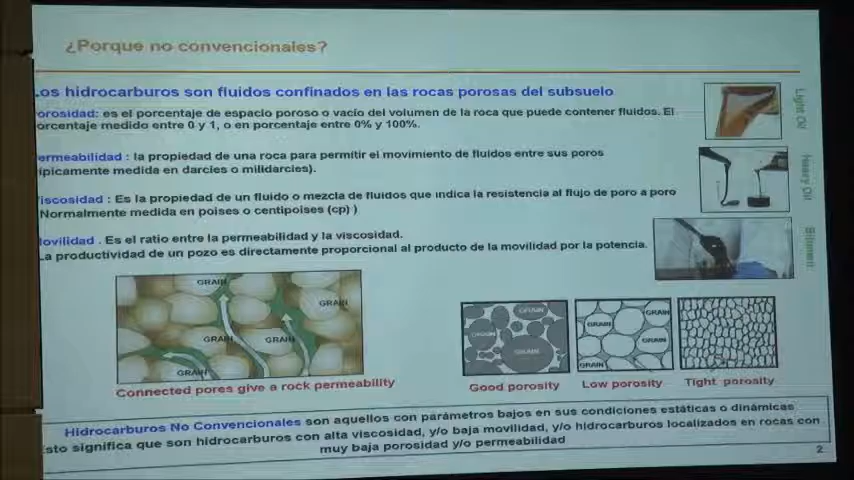 ¿Porque no convencionales?
Los hidrocarburos son fluidos confinados en las rocas porosas del subsuelo
orosidad: es el porcentaje de espacio poroso o vacío del volumen de la roca que puede contener fluidos. El
orcentaje medido entre 0 y 1, o en porcentaje entre 0% y 100%.
ermeabilidad : la propiedad de una roca para permitir el movimiento de fluidos entre sus poros
ípicamente medida en darcies o milidarcies).
iscosidad : Es la propiedad de un fluido o mezcla de fluidos que indica la resistencia al flujo de poro a poro
Normalmente medida en poises o centipoises (cp) )
ovilidad . Es el ratio entre la permeabilidad y la viscosidad.
La productividad de un pozo es directamente proporcional al producto de la movilidad por la potencia.
Light Oil
Heavy Oil
Bitument
GRAIN
GRAIN
GRAIN
GRAIN
GRAIN
Connected pores give a rock permeability
GRAIN
GRAIN
GRAIN
Good porosity
GRAIN
GRAIN
GRAIN
GRAIN
Low porosity
Tight porosity
Hidrocarburos No Convencionales son aquellos con parámetros bajos en sus condiciones estáticas o dinámicas
Esto significa que son hidrocarburos con alta viscosidad, y/o baja movilidad, y/o hidrocarburos localizados en rocas con
muy baja porosidad y/o permeabilidad
2